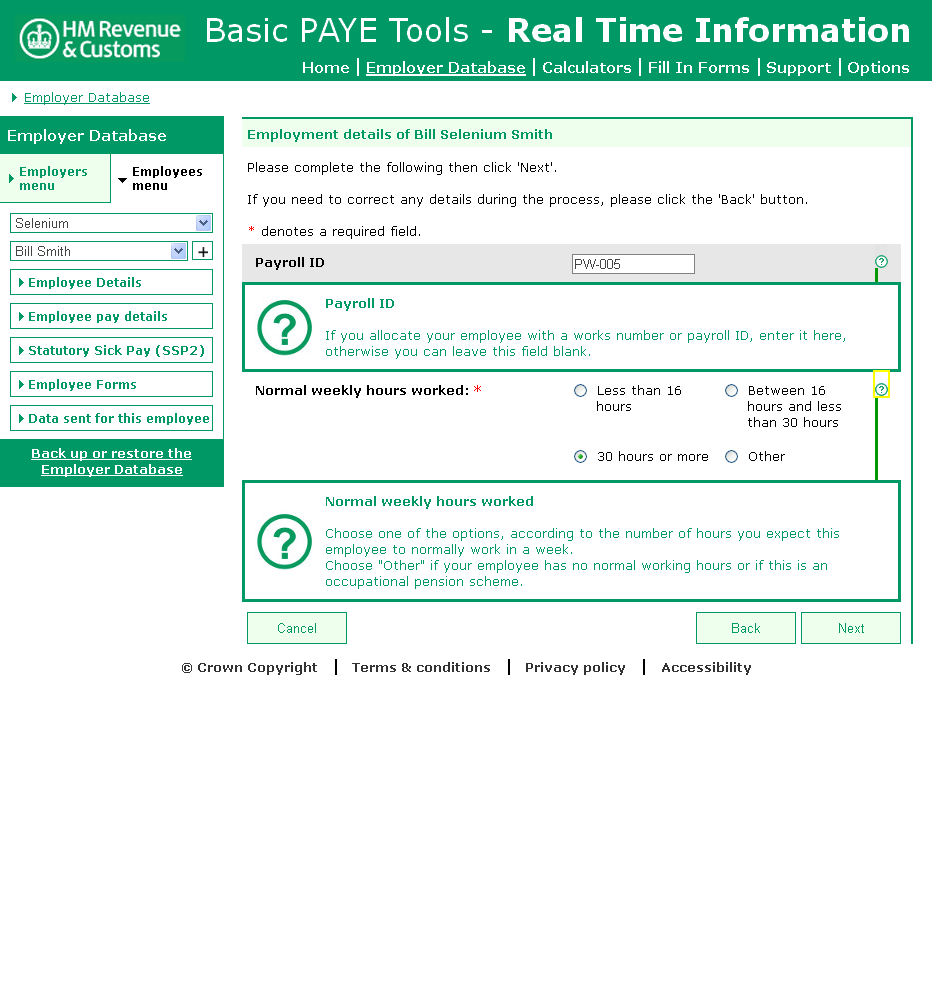 HM Revenue
& Customs
Basic PAYE Tools - Real Time Information
Home | Employer Database | Calculators | Fill In Forms | Support | Options
Employer Database
Employer Database
Employers
menu
Employees
menu
Selenium
Bill Smith
+
Employee Details
Employee pay details
Statutory Sick Pay (SSP2)
Employee Forms
Data sent for this employee
Back up or restore the
Employer Database
Employment details of Bill Selenium Smith
Please complete the following then click 'Next'.
If you need to correct any details during the process, please click the 'Back' button.
* denotes a required field.
Payroll ID
PW-005
?
?
Payroll ID
If you allocate your employee with a works number or payroll ID, enter it here,
otherwise you can leave this field blank.
Normal weekly hours worked: *
Less than 16
hours
Between 16
hours and less
than 30 hours
?
30 hours or more
Other
?
Normal weekly hours worked
Choose one of the options, according to the number of hours you expect this
employee to normally work in a week.
Choose "Other" if your employee has no normal working hours or if this is an
occupational pension scheme.
Cancel
Back
Next
© Crown Copyright | Terms & conditions | Privacy policy | Accessibility